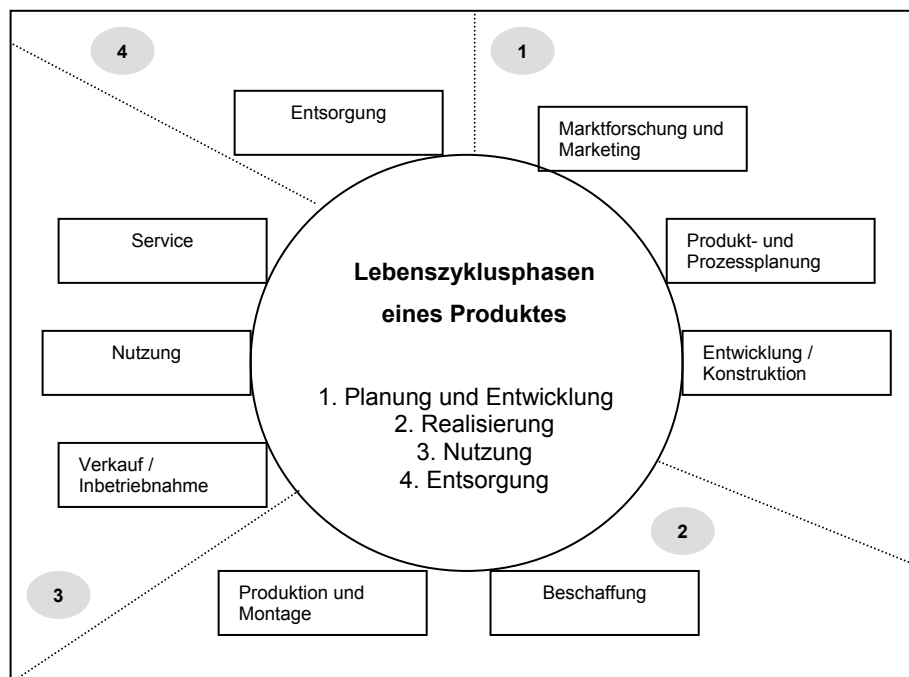 4
1
Entsorgung
Marktforschung und
Marketing
Service
Produkt- und
Prozessplanung
Lebenszyklusphasen
eines Produktes
Nutzung
Entwicklung /
Konstruktion
1. Planung und Entwicklung
2. Realisierung
3. Nutzung
4. Entsorgung
Verkauf /
Inbetriebnahme
2
3
Produktion und
Montage
Beschaffung